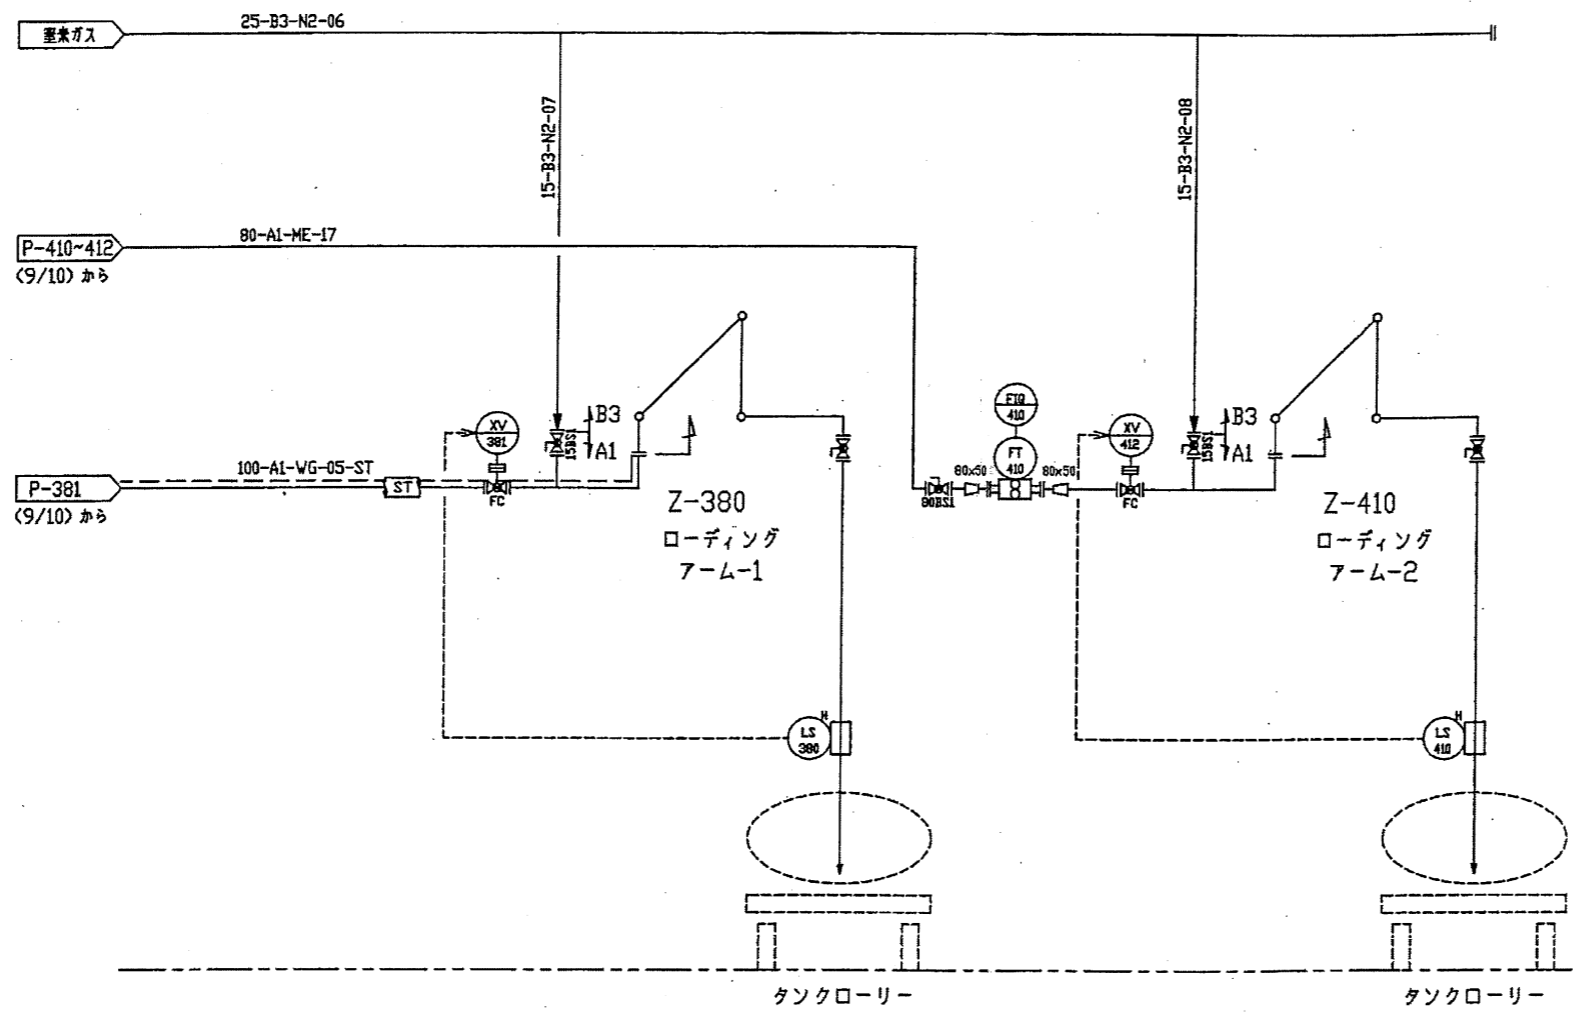 25-B3-N2-06
窒素ガス
15-B3-N2-07
15-B3-N2-08
80-A1-ME-17
P-410~412
(9/10) から
FIQ
410
B3
A1
15BS1
XV
381
B3
A1
15BS1
XV
412
FT
410
100-A1-WG-05-ST
P-381
ST
FC
(9/10) から
80x50
80x50
80BS1
FC
Z-380
ローディング
アーム-1
Z-410
ローディング
アーム-2
H
LS
380
H
LS
410
タンクローリー
タンクローリー